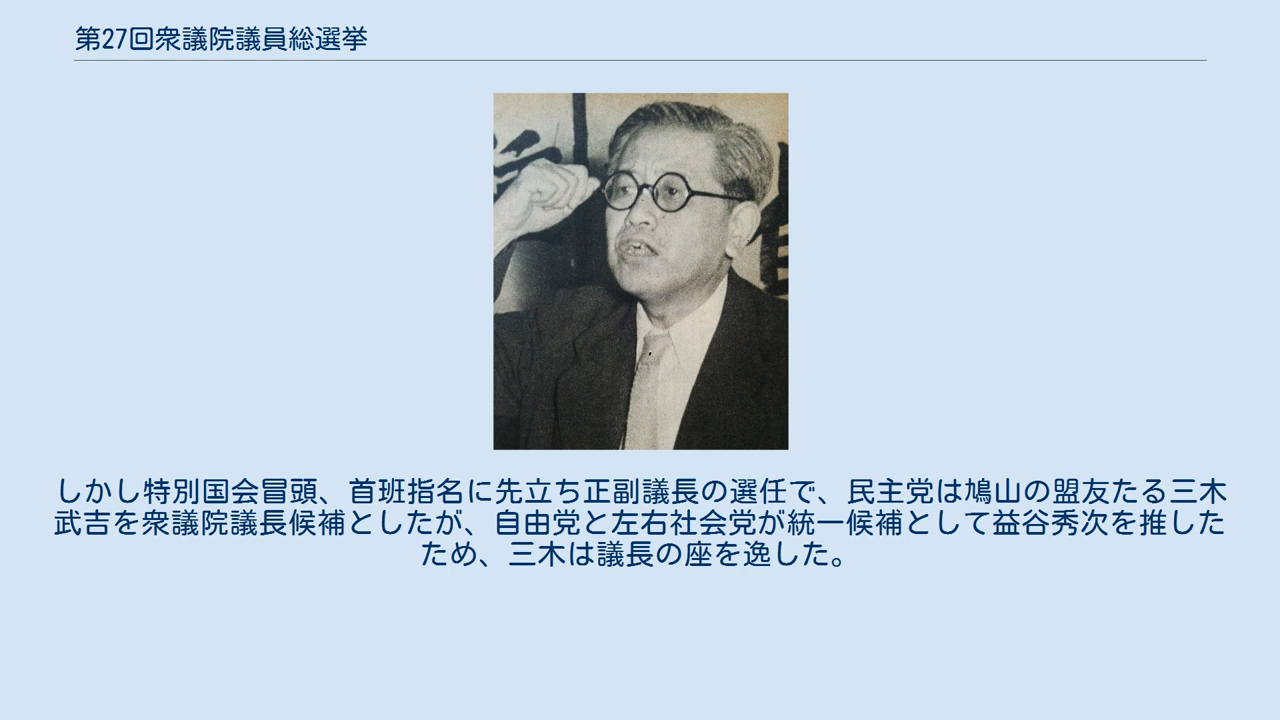 第27回衆議院議員総選挙
しかし特別国会冒頭、首班指名に先立ち正副議長の選任で、民主党は鳩山の盟友たる三木
武吉を衆議院議長候補としたが、自由党と左右社会党が統一候補として益谷秀次を推した
ため、三木は議長の座を逸した。